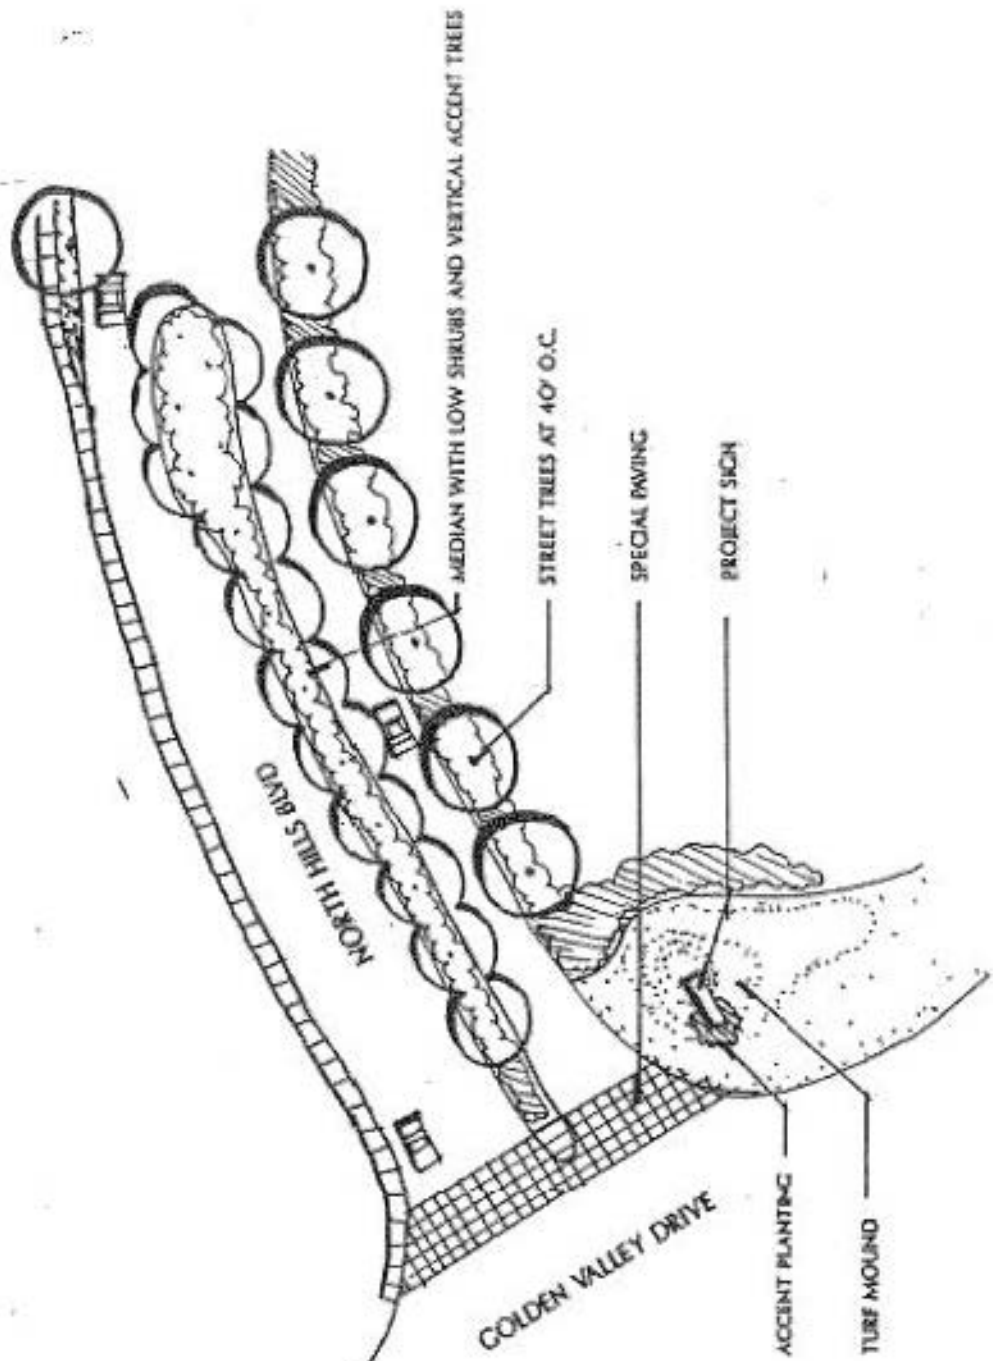 MEDIAN WITH LOW SHRUBS AND VERTICAL ACCENT TREES
STREET TREES AT 40' O.C.
SPECIAL PAVING
PROJECT SIGN
NORTH HILLS BLVD
GOLDEN VALLEY DRIVE
ACCENT PLANTING
TURF MOUND